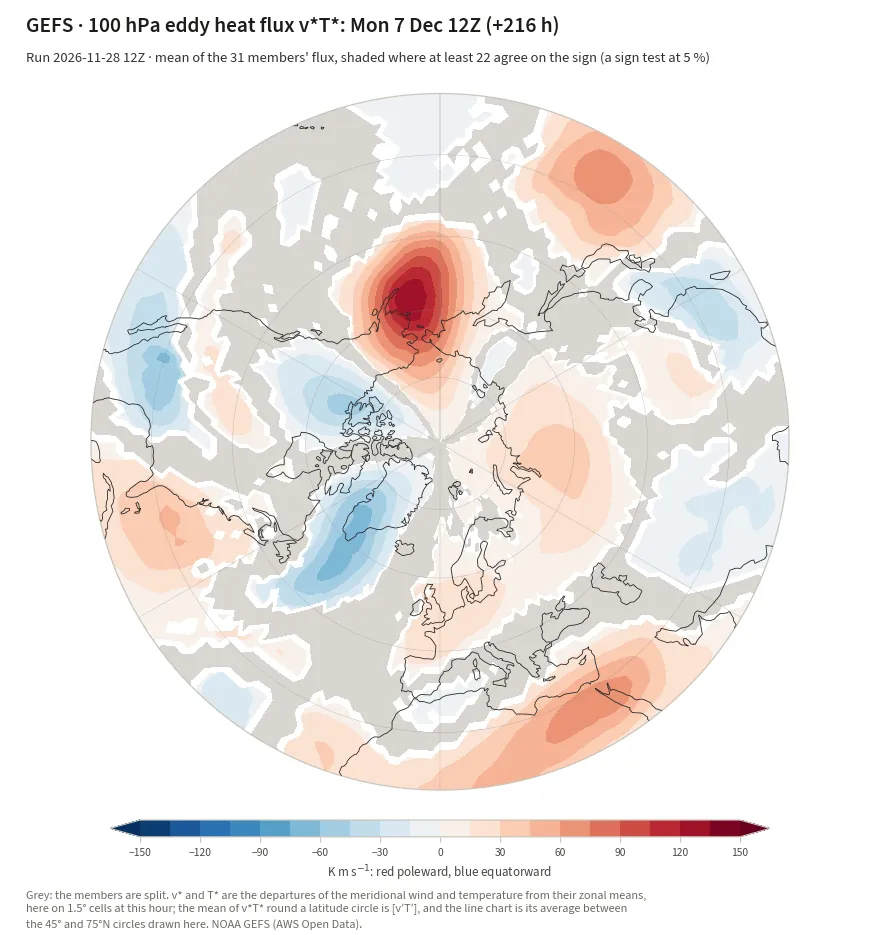 GEFS · 100 hPa eddy heat flux v*T*: Mon 7 Dec 12Z (+216 h)
Run 2026-11-28 12Z · mean of the 31 members' flux, shaded where at least 22 agree on the sign (a sign test at 5 %)
−150 −120 −90 −60 −30 0 30 60 90 120 150
K m s⁻¹: red poleward, blue equatorward
Grey: the members are split. v* and T* are the departures of the meridional wind and temperature from their zonal means,
here on 1.5° cells at this hour; the mean of v*T* round a latitude circle is [v'T'], and the line chart is its average between
the 45° and 75°N circles drawn here. NOAA GEFS (AWS Open Data).